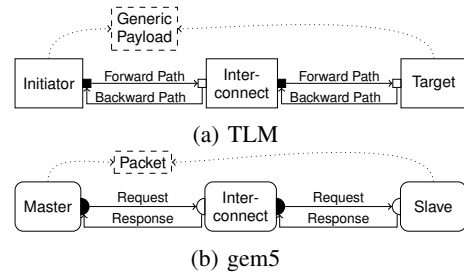 Generic
Payload
Initiator
Forward Path
Backward Path
Inter-
connect
Forward Path
Backward Path
Target
(a) TLM
Packet
Master
Request
Response
Inter-
connect
Request
Response
Slave
(b) gem5